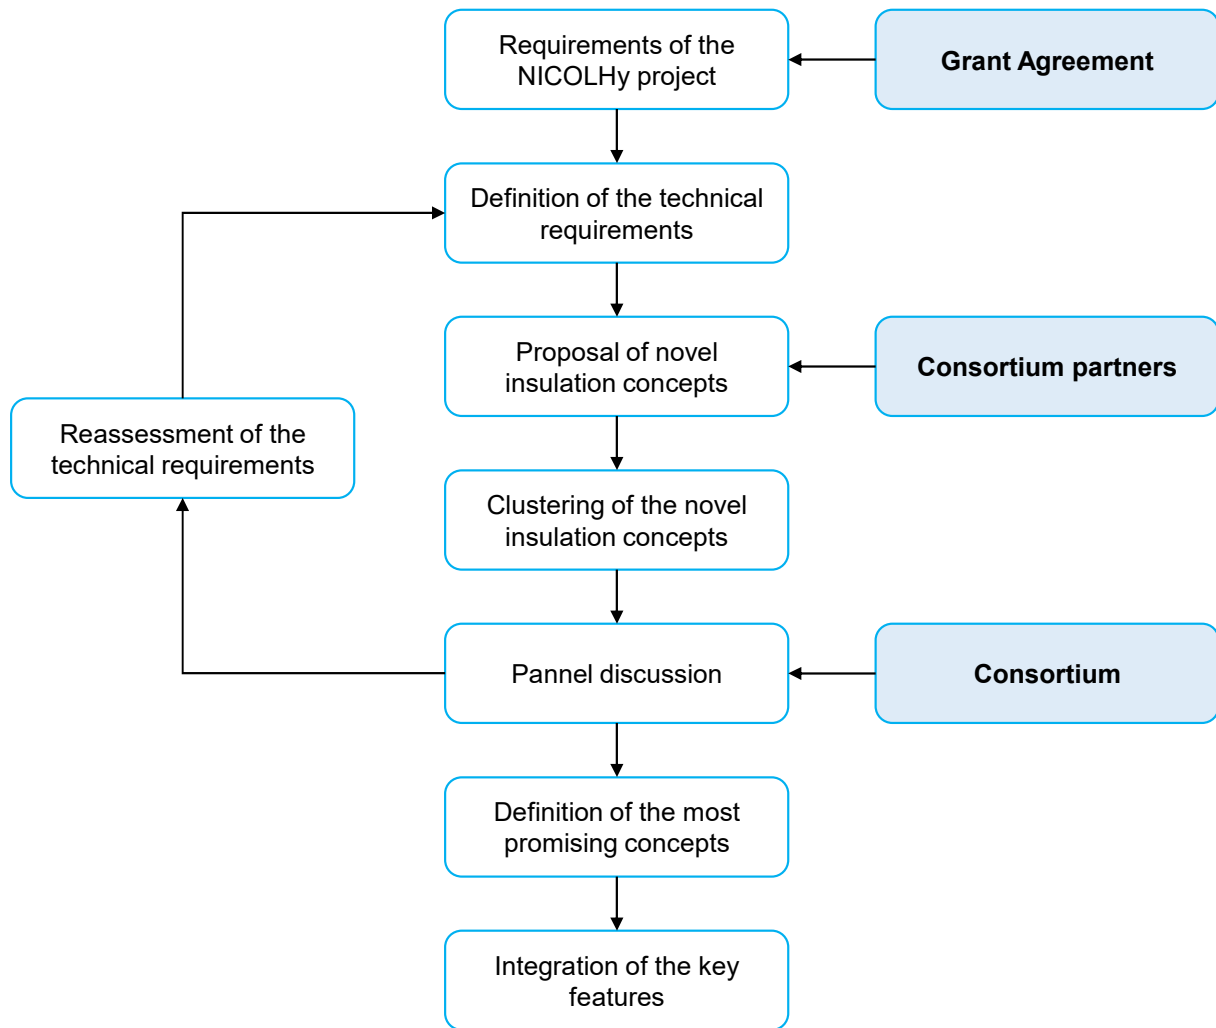 Requirements of the
NICOLHy project
Grant Agreement
Definition of the technical
requirements
Proposal of novel
insulation concepts
Consortium partners
Reassessment of the
technical requirements
Clustering of the novel
insulation concepts
Pannel discussion
Consortium
Definition of the most
promising concepts
Integration of the key
features